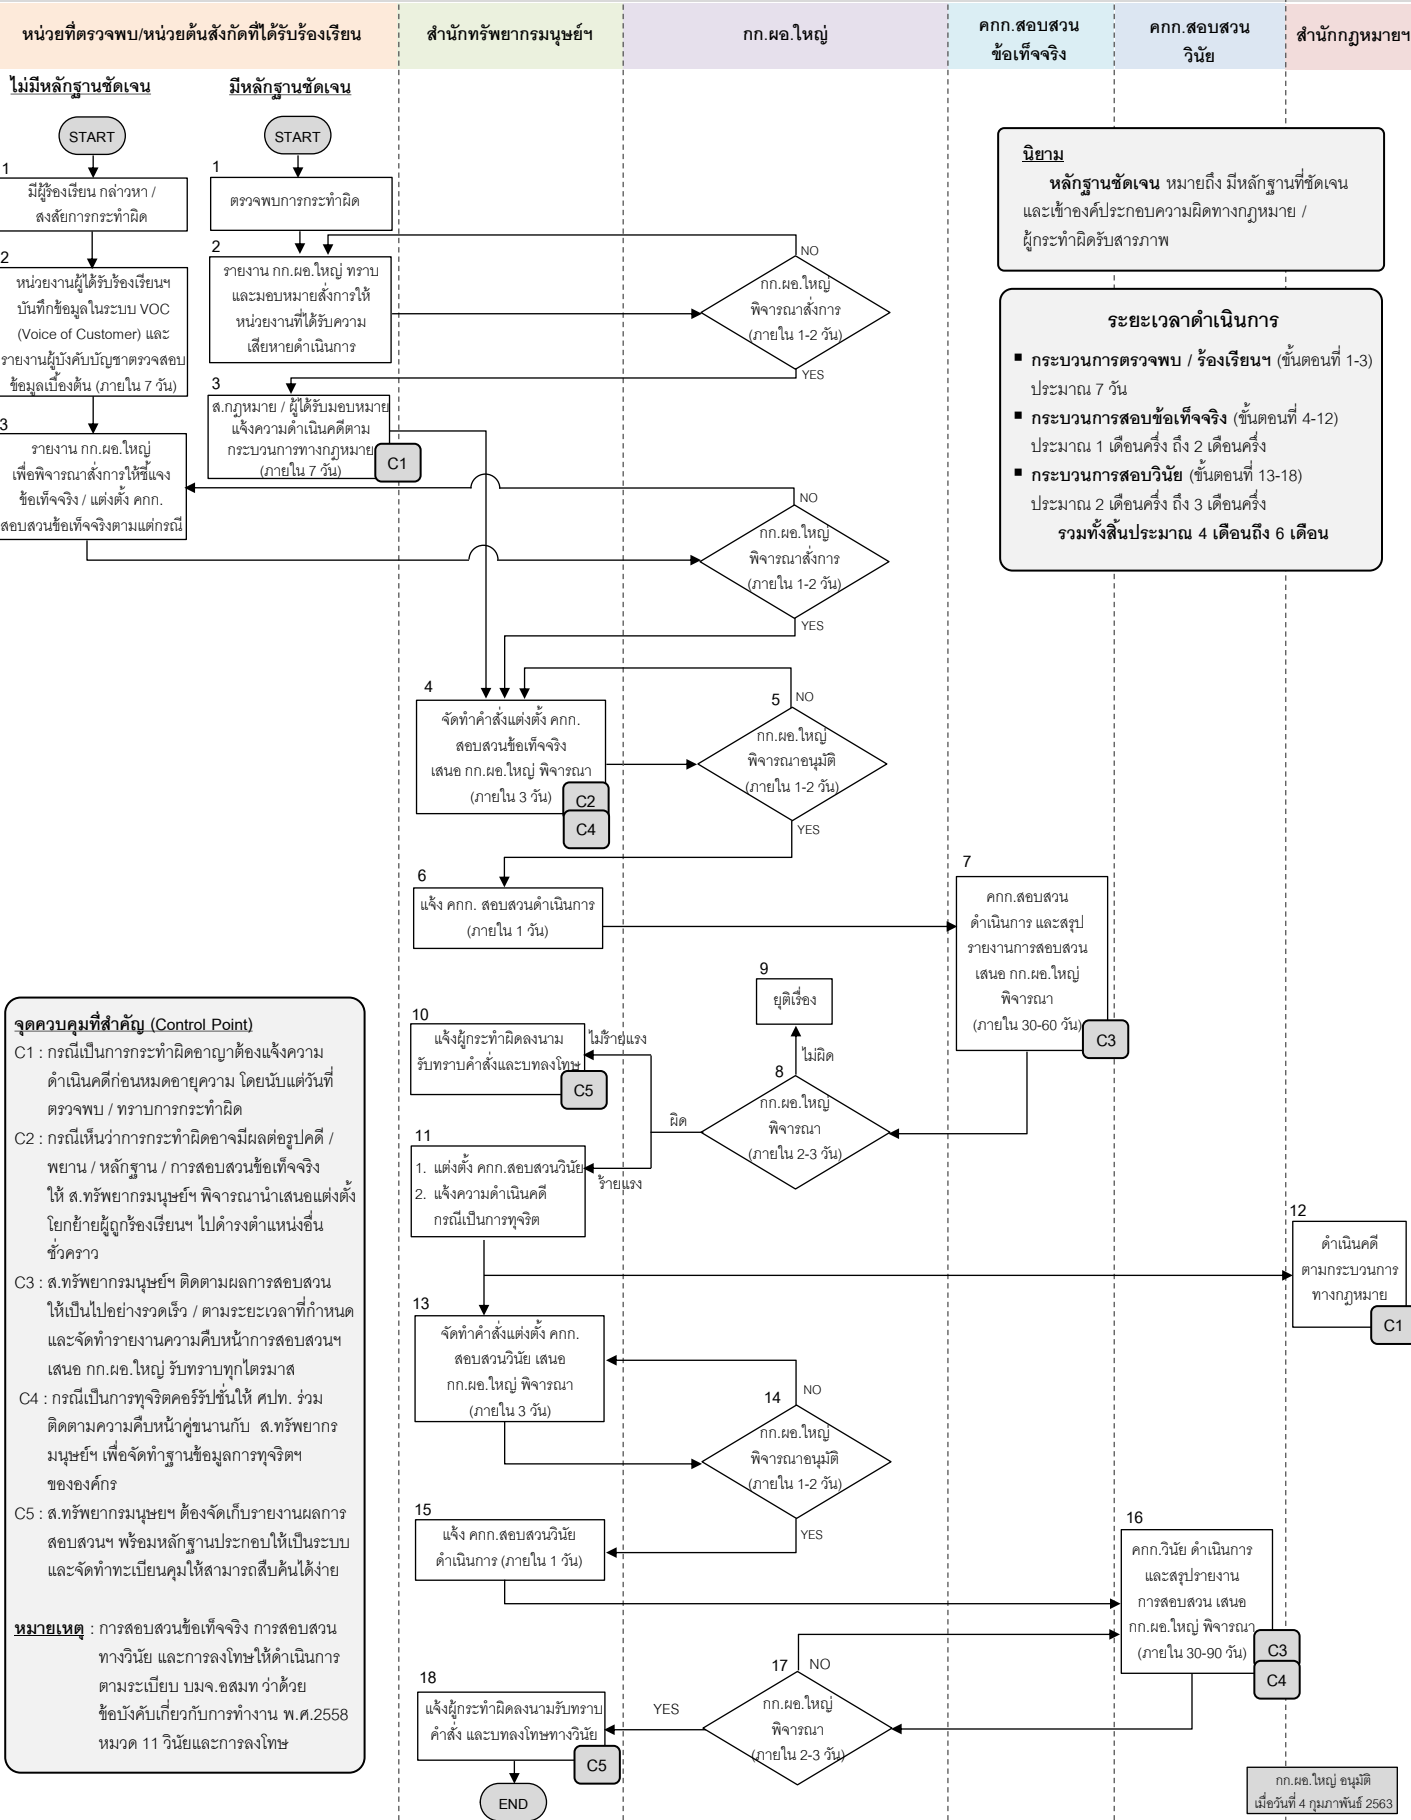 หน่วยที่ตรวจพบ/หน่วยต้นสังกัดที่ได้รับร้องเรียน
สำนักทรัพยากรมนุษย์ฯ
กก.ผอ.ใหญ่
คกก.สอบสวน
ข้อเท็จจริง
คกก.สอบสวน
วินัย
สำนักกฎหมายฯ
ไม่มีหลักฐานชัดเจน
มีหลักฐานชัดเจน
START
START
1
มีผู้ร้องเรียน กล่าวหา /
สงสัยการกระทำผิด
1
ตรวจพบการกระทำผิด
นิยาม
หลักฐานชัดเจน หมายถึง มีหลักฐานที่ชัดเจน
และเข้าองค์ประกอบความผิดทางกฎหมาย /
ผู้กระทำผิดรับสารภาพ
2
หน่วยงานผู้ได้รับร้องเรียนฯ
บันทึกข้อมูลในระบบ VOC
(Voice of Customer) และ
รายงานผู้บังคับบัญชาตรวจสอบ
ข้อมูลเบื้องต้น (ภายใน 7 วัน)
2
รายงาน กก.ผอ.ใหญ่ ทราบ
และมอบหมายสั่งการให้
หน่วยงานที่ได้รับความ
เสียหายดำเนินการ
NO
กก.ผอ.ใหญ่
พิจารณาสั่งการ
(ภายใน 1-2 วัน)
YES
ระยะเวลาดำเนินการ
▪ กระบวนการตรวจพบ / ร้องเรียนฯ (ขั้นตอนที่ 1-3)
ประมาณ 7 วัน
▪ กระบวนการสอบข้อเท็จจริง (ขั้นตอนที่ 4-12)
ประมาณ 1 เดือนครึ่ง ถึง 2 เดือนครึ่ง
▪ กระบวนการสอบวินัย (ขั้นตอนที่ 13-18)
ประมาณ 2 เดือนครึ่ง ถึง 3 เดือนครึ่ง
รวมทั้งสิ้นประมาณ 4 เดือนถึง 6 เดือน
3
ส.กฎหมาย / ผู้ได้รับมอบหมาย
แจ้งความดำเนินคดีตาม
กระบวนการทางกฎหมาย
(ภายใน 7 วัน)
C1
3
รายงาน กก.ผอ.ใหญ่
เพื่อพิจารณาสั่งการให้ชี้แจง
ข้อเท็จจริง / แต่งตั้ง คกก.
สอบสวนข้อเท็จจริงตามแต่กรณี
NO
กก.ผอ.ใหญ่
พิจารณาสั่งการ
(ภายใน 1-2 วัน)
YES
4
จัดทำคำสั่งแต่งตั้ง คกก.
สอบสวนข้อเท็จจริง
เสนอ กก.ผอ.ใหญ่ พิจารณา
(ภายใน 3 วัน)
C2
C4
5
NO
กก.ผอ.ใหญ่
พิจารณาอนุมัติ
(ภายใน 1-2 วัน)
YES
6
แจ้ง คกก. สอบสวนดำเนินการ
(ภายใน 1 วัน)
7
คกก.สอบสวน
ดำเนินการ และสรุป
รายงานการสอบสวน
เสนอ กก.ผอ.ใหญ่
พิจารณา
(ภายใน 30-60 วัน)
C3
9
ยุติเรื่อง
ไม่ผิด
8
กก.ผอ.ใหญ่
พิจารณา
(ภายใน 2-3 วัน)
ผิด
10
แจ้งผู้กระทำผิดลงนาม
รับทราบคำสั่งและบทลงโทษ
C5
ไม่ร้ายแรง
11
1. แต่งตั้ง คกก.สอบสวนวินัย
2. แจ้งความดำเนินคดี
กรณีเป็นการทุจริต
ร้ายแรง
12
ดำเนินคดี
ตามกระบวนการ
ทางกฎหมาย
C1
จุดควบคุมที่สำคัญ (Control Point)
C1 : กรณีเป็นการกระทำผิดอาญาต้องแจ้งความ
ดำเนินคดีก่อนหมดอายุความ โดยนับแต่วันที่
ตรวจพบ / ทราบการกระทำผิด
C2 : กรณีเห็นว่าการกระทำผิดอาจมีผลต่อรูปคดี /
พยาน / หลักฐาน / การสอบสวนข้อเท็จจริง
ให้ ส.ทรัพยากรมนุษย์ฯ พิจารณานำเสนอแต่งตั้ง
โยกย้ายผู้ถูกร้องเรียนฯ ไปดำรงตำแหน่งอื่น
ชั่วคราว
C3 : ส.ทรัพยากรมนุษย์ฯ ติดตามผลการสอบสวน
ให้เป็นไปอย่างรวดเร็ว / ตามระยะเวลาที่กำหนด
และจัดทำรายงานความคืบหน้าการสอบสวนฯ
เสนอ กก.ผอ.ใหญ่ รับทราบทุกไตรมาส
C4 : กรณีเป็นการทุจริตคอร์รัปชั่นให้ ศปท. ร่วม
ติดตามความคืบหน้าคู่ขนานกับ ส.ทรัพยากร
มนุษย์ฯ เพื่อจัดทำฐานข้อมูลการทุจริตฯ
ขององค์กร
C5 : ส.ทรัพยากรมนุษยฯ ต้องจัดเก็บรายงานผลการ
สอบสวนฯ พร้อมหลักฐานประกอบให้เป็นระบบ
และจัดทำทะเบียนคุมให้สามารถสืบค้นได้ง่าย
หมายเหตุ : การสอบสวนข้อเท็จจริง การสอบสวน
ทางวินัย และการลงโทษให้ดำเนินการ
ตามระเบียบ บมจ.อสมท ว่าด้วย
ข้อบังคับเกี่ยวกับการทำงาน พ.ศ.2558
หมวด 11 วินัยและการลงโทษ
13
จัดทำคำสั่งแต่งตั้ง คกก.
สอบสวนวินัย เสนอ
กก.ผอ.ใหญ่ พิจารณา
(ภายใน 3 วัน)
14
NO
กก.ผอ.ใหญ่
พิจารณาอนุมัติ
(ภายใน 1-2 วัน)
YES
15
แจ้ง คกก.สอบสวนวินัย
ดำเนินการ (ภายใน 1 วัน)
16
คกก.วินัย ดำเนินการ
และสรุปรายงาน
การสอบสวน เสนอ
กก.ผอ.ใหญ่ พิจารณา
(ภายใน 30-90 วัน)
C3
C4
17
NO
กก.ผอ.ใหญ่
พิจารณา
(ภายใน 2-3 วัน)
YES
18
แจ้งผู้กระทำผิดลงนามรับทราบ
คำสั่ง และบทลงโทษทางวินัย
C5
END
กก.ผอ.ใหญ่ อนุมัติ
เมื่อวันที่ 4 กุมภาพันธ์ 2563